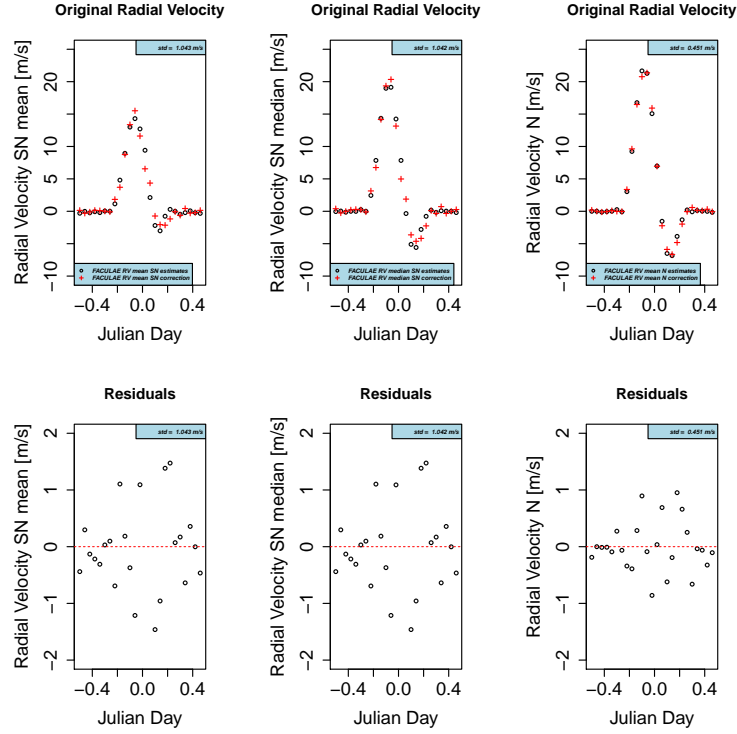 Original Radial Velocity
Radial Velocity SN mean [m/s]
20
10
0
−10
std = 1.043 m/s
FACULAE RV mean SN estimates
FACULAE RV mean SN correction
−0.4
0.0
0.4
Julian Day
Original Radial Velocity
Radial Velocity SN median [m/s]
20
10
0
−10
std = 1.042 m/s
FACULAE RV median SN estimates
FACULAE RV median SN correction
−0.4
0.0
0.4
Julian Day
Original Radial Velocity
Radial Velocity N [m/s]
20
10
0
−10
std = 0.451 m/s
FACULAE RV mean N estimates
FACULAE RV mean N correction
−0.4
0.0
0.4
Julian Day
Residuals
Radial Velocity SN mean [m/s]
2
1
0
−1
−2
std = 1.043 m/s
−0.4
0.0
0.4
Julian Day
Residuals
Radial Velocity SN median [m/s]
2
1
0
−1
−2
std = 1.042 m/s
−0.4
0.0
0.4
Julian Day
Residuals
Radial Velocity N [m/s]
2
1
0
−1
−2
std = 0.451 m/s
−0.4
0.0
0.4
Julian Day